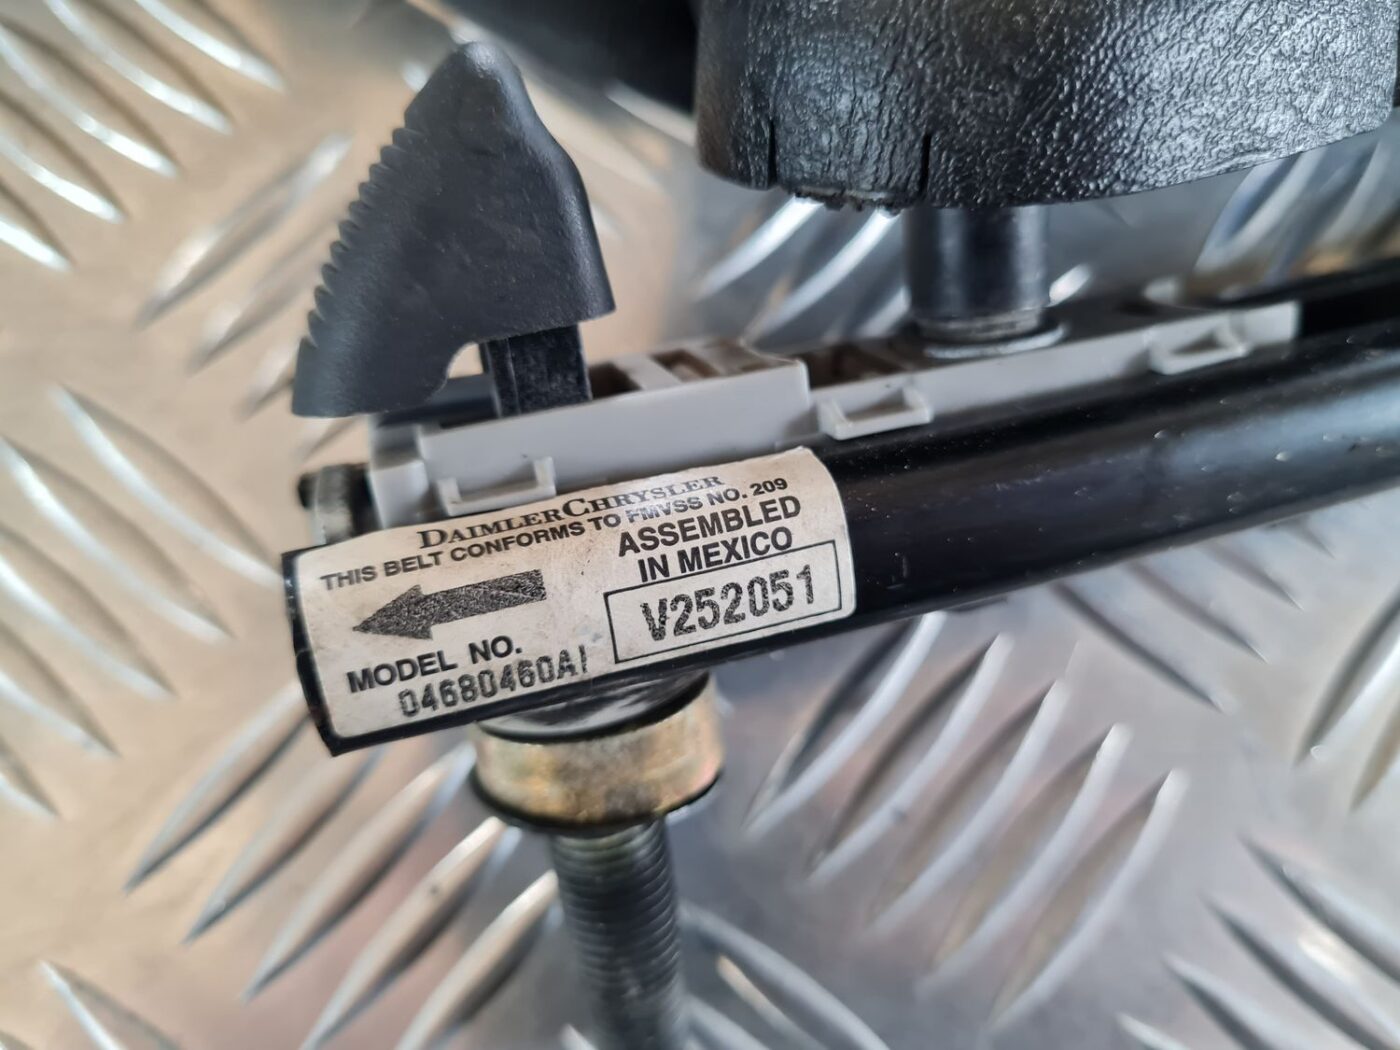 DAIMLERCHRYSLER
THIS BELT CONFORMS TO FMVSS NO. 209
ASSEMBLED
IN MEXICO
V252051
MODEL NO.
04680460AI